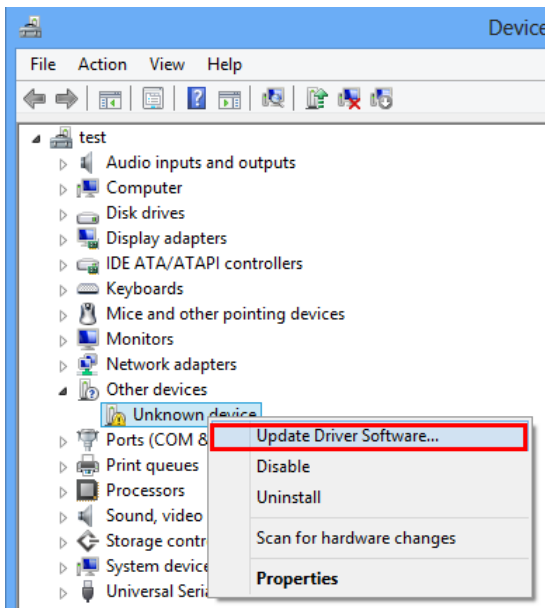 Device
File Action View Help
test
Audio inputs and outputs
Computer
Disk drives
Display adapters
IDE ATA/ATAPI controllers
Keyboards
Mice and other pointing devices
Monitors
Network adapters
Other devices
Unknown device
Ports (COM &
Print queues
Processors
Sound, video
Storage contr
System device
Universal Seri
Update Driver Software...
Disable
Uninstall
Scan for hardware changes
Properties